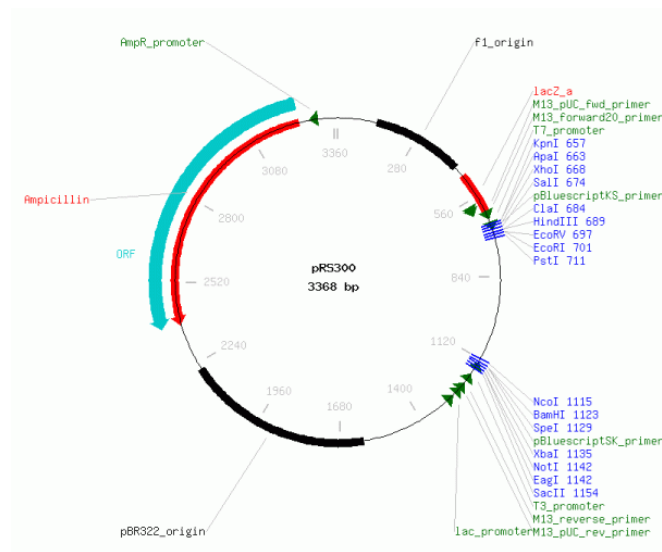 AmpR_promoter
f1_origin
lacZ_a
M13_pUC_fwd_primer
M13_forward20_primer
T7_promoter
KpnI 657
ApaI 663
XhoI 668
SalI 674
pBluescriptKS_primer
ClaI 684
HindIII 689
EcoRV 697
EcoRI 701
PstI 711
3360
280
3080
560
Ampicillin
2800
ORF
pRS300
3368 bp
2520
840
2240
1120
1960
1400
1680
NcoI 1115
BamHI 1123
SpeI 1129
pBluescriptSK_primer
XbaI 1135
NotI 1142
EagI 1142
SacII 1154
T3_promoter
M13_reverse_primer
pBR322_origin
lac_promoter M13_pUC_rev_primer